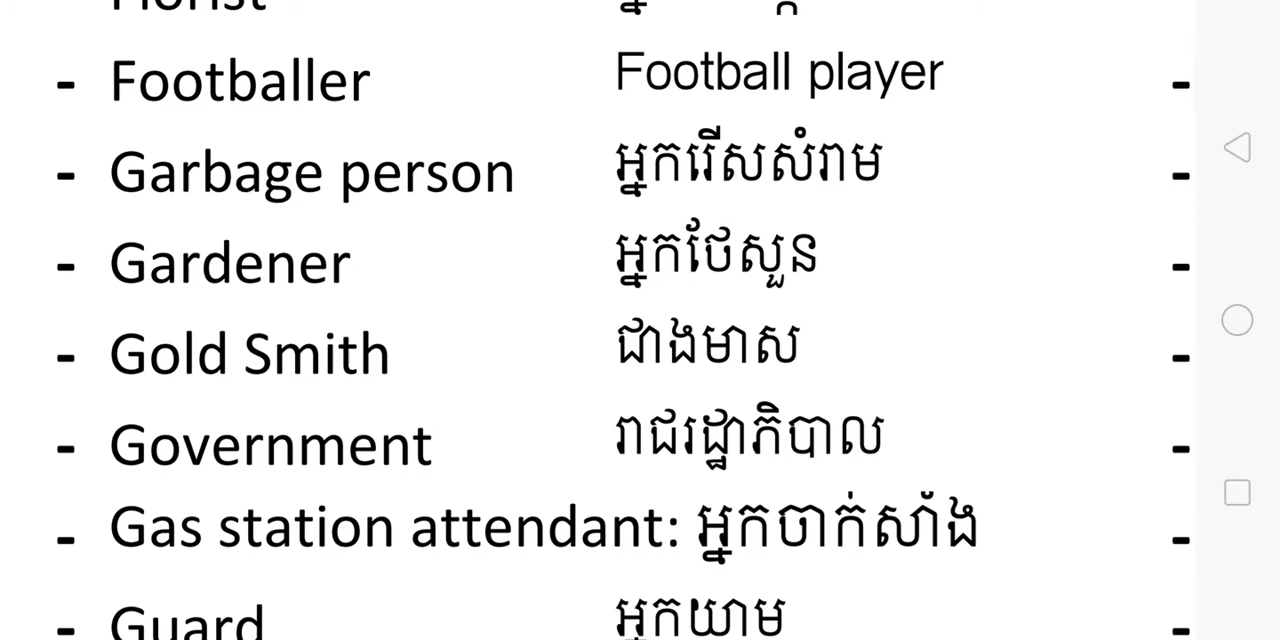 Florist
- Footballer Football player -
- Garbage person អ្នករើសសំរាម -
- Gardener អ្នកថែសួន -
- Gold Smith ជាងមាស -
- Government រាជរដ្ឋាភិបាល -
- Gas station attendant: អ្នកចាក់សាំង -
- Guard អ្នកយាម -